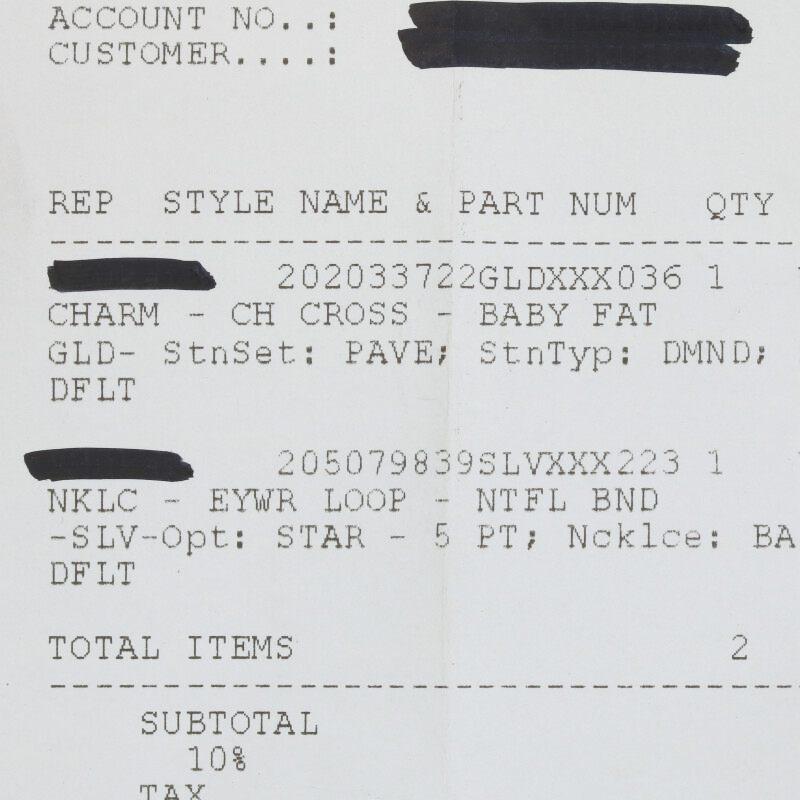 ACCOUNT NO..:
CUSTOMER....:
REP STYLE NAME & PART NUM QTY
202033722GLDXXX036 1
CHARM - CH CROSS - BABY FAT
GLD- StnSet: PAVE; StnTyp: DMND;
DFLT
205079839SLVXXX223 1
NKLC - EYWR LOOP - NTFL BND
-SLV-Opt: STAR - 5 PT; Ncklce: BA
DFLT
TOTAL ITEMS 2
SUBTOTAL
10%
TAX